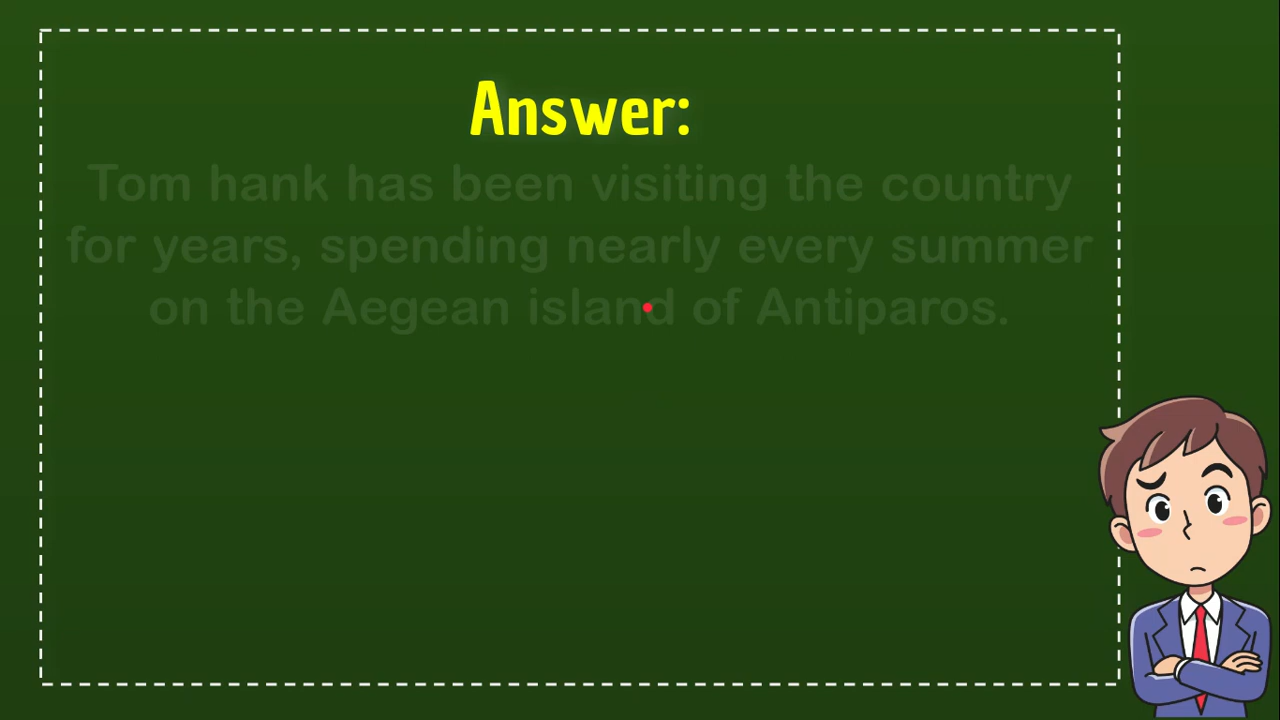 Answer:
Tom hank has been visiting the country
for years, spending nearly every summer
on the Aegean island of Antiparos.